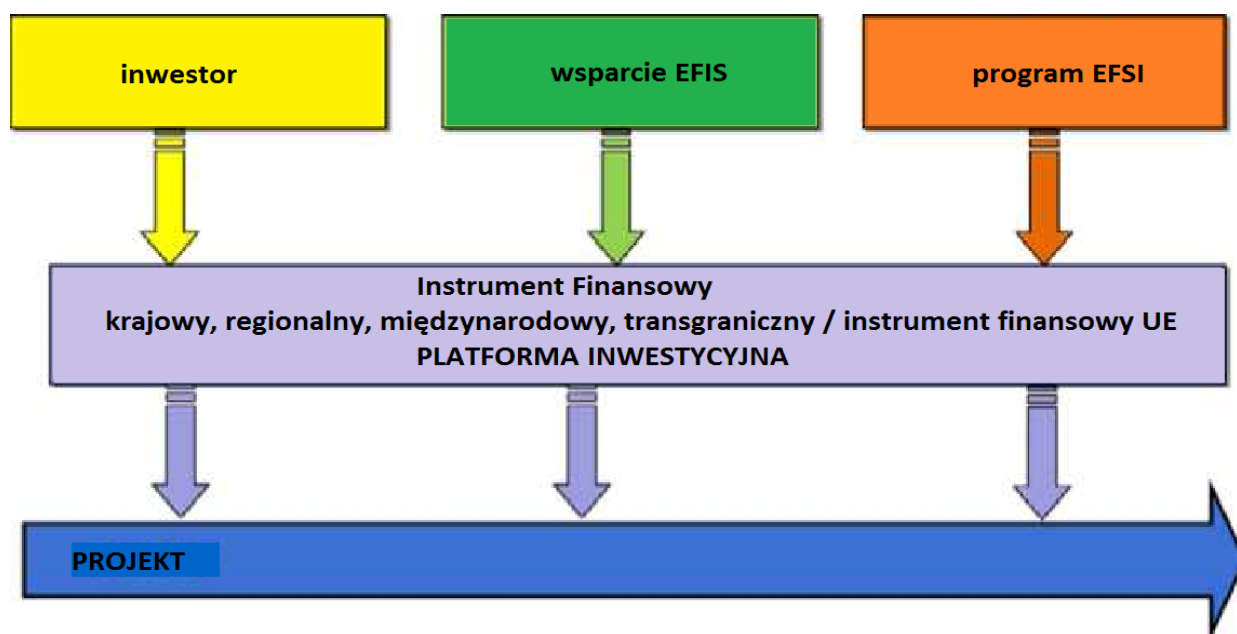 inwestor
wsparcie EFIS
program EFSI
Instrument Finansowy
krajowy, regionalny, międzynarodowy, transgraniczny / instrument finansowy UE
PLATFORMA INWESTYCYJNA
PROJEKT